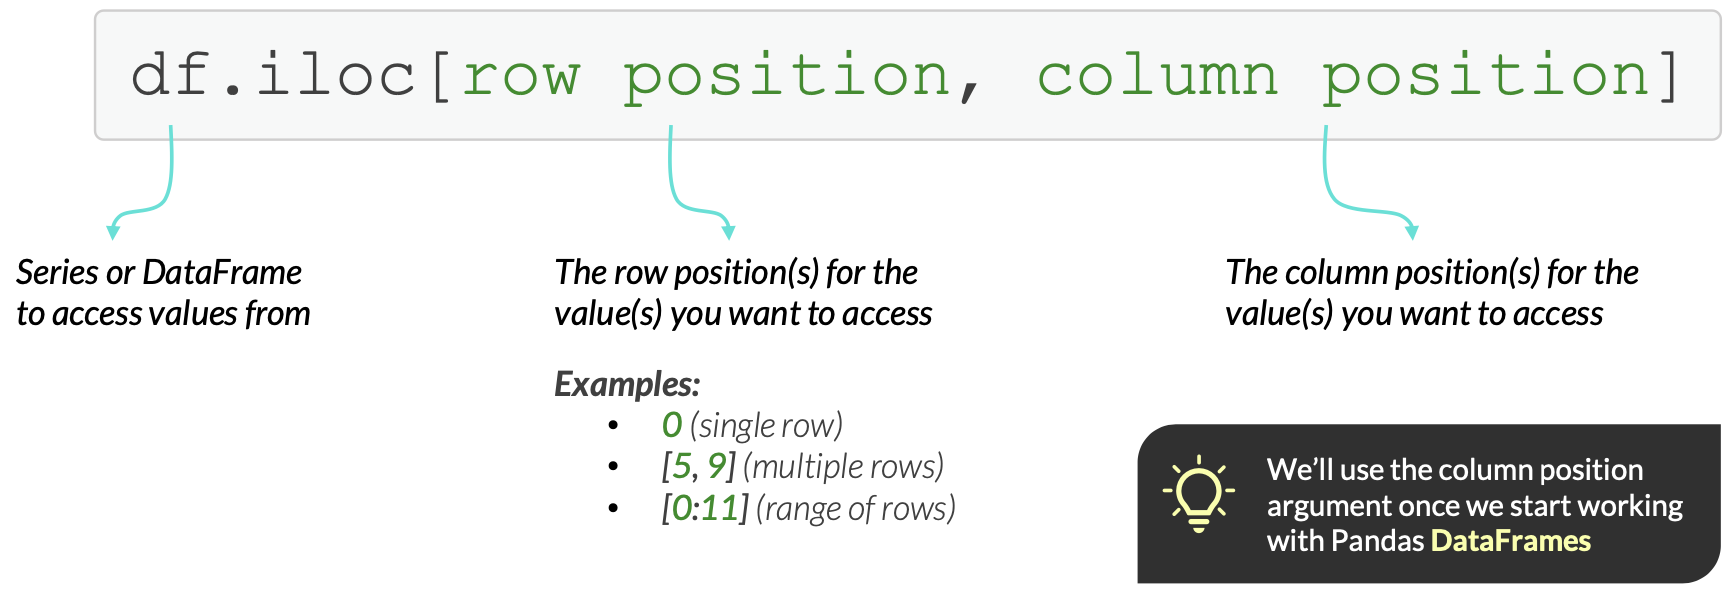 df.iloc[row position, column position]
Series or DataFrame
to access values from
The row position(s) for the
value(s) you want to access
Examples:
• 0 (single row)
• [5, 9] (multiple rows)
• [0:11] (range of rows)
The column position(s) for the
value(s) you want to access
We’ll use the column position
argument once we start working
with Pandas DataFrames